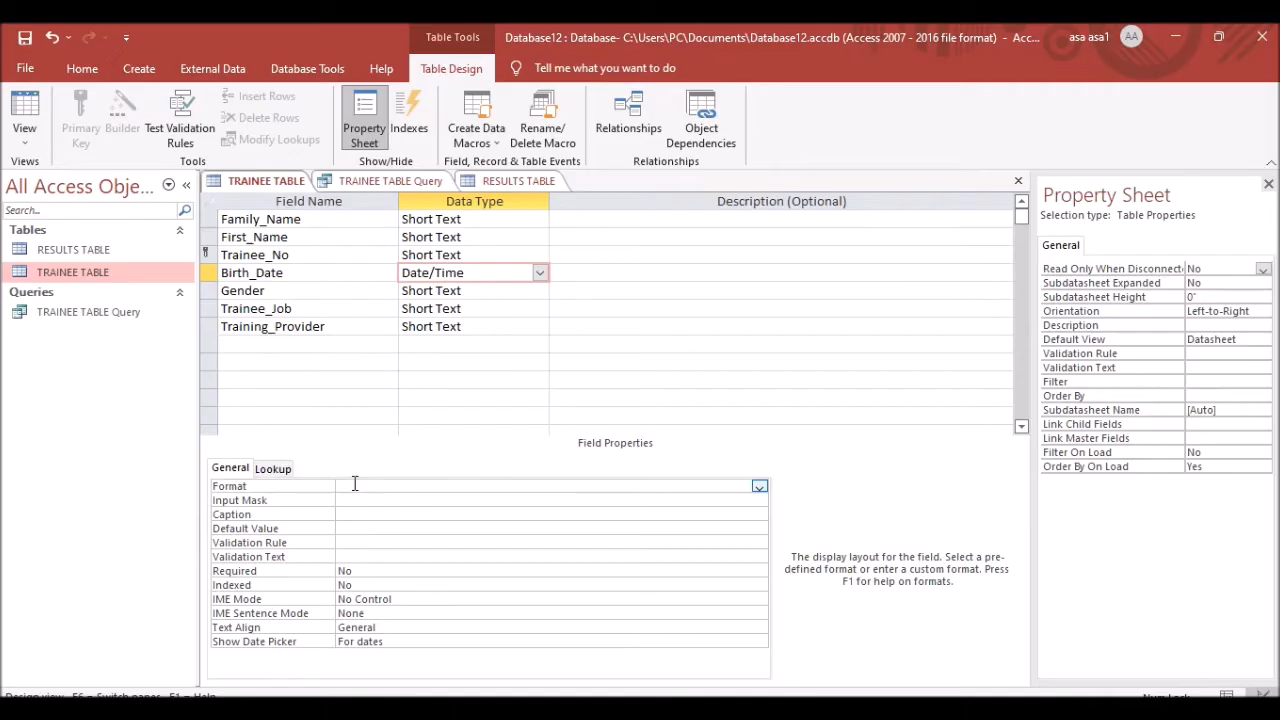 Table Tools
Database12 : Database- C:\Users\PC\Documents\Database12.accdb (Access 2007 - 2016 file format) - Acc...
asa asa1
AA
File
Home
Create
External Data
Database Tools
Help
Table Design
Tell me what you want to do
View
Primary Key
Builder
Test Validation Rules
Insert Rows
Delete Rows
Modify Lookups
Property Sheet
Indexes
Create Data Macros
Rename/ Delete Macro
Relationships
Object Dependencies
Views
Tools
Show/Hide
Field, Record & Table Events
Relationships
All Access Obje...
Search...
Tables
RESULTS TABLE
TRAINEE TABLE
Queries
TRAINEE TABLE Query
TRAINEE TABLE
TRAINEE TABLE Query
RESULTS TABLE
Field Name Data Type Description (Optional)
Family_Name Short Text
First_Name Short Text
Trainee_No Short Text
Birth_Date Date/Time
Gender Short Text
Trainee_Job Short Text
Training_Provider Short Text
Field Properties
General Lookup
Format
Input Mask
Caption
Default Value
Validation Rule
Validation Text
Required No
Indexed No
IME Mode No Control
IME Sentence Mode None
Text Align General
Show Date Picker For dates
The display layout for the field. Select a pre-
defined format or enter a custom format. Press
F1 for help on formats.
Property Sheet
Selection type: Table Properties
General
Read Only When Disconnect No
Subdatasheet Expanded No
Subdatasheet Height 0"
Orientation Left-to-Right
Description
Default View Datasheet
Validation Rule
Validation Text
Filter
Order By
Subdatasheet Name [Auto]
Link Child Fields
Link Master Fields
Filter On Load No
Order By On Load Yes
Design view. F6 = Switch panes. F1 = Help.
Num Lock